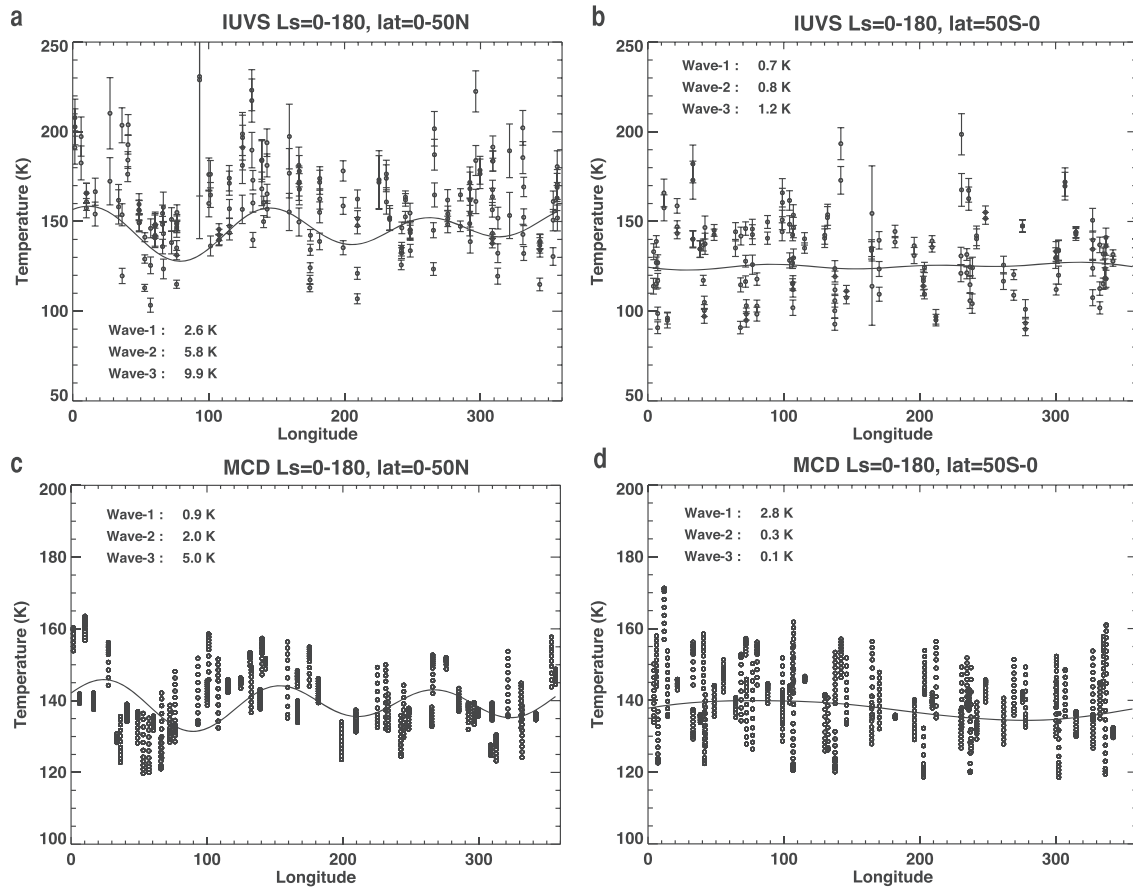 a
IUVS Ls=0-180, lat=0-50N
250
200
150
100
50
Temperature (K)
Wave-1 : 2.6 K
Wave-2 : 5.8 K
Wave-3 : 9.9 K
0 100 200 300
Longitude
b
IUVS Ls=0-180, lat=50S-0
250
200
150
100
50
Temperature (K)
Wave-1 : 0.7 K
Wave-2 : 0.8 K
Wave-3 : 1.2 K
0 100 200 300
Longitude
c
MCD Ls=0-180, lat=0-50N
200
180
160
140
120
100
Temperature (K)
Wave-1 : 0.9 K
Wave-2 : 2.0 K
Wave-3 : 5.0 K
0 100 200 300
Longitude
d
MCD Ls=0-180, lat=50S-0
200
180
160
140
120
100
Temperature (K)
Wave-1 : 2.8 K
Wave-2 : 0.3 K
Wave-3 : 0.1 K
0 100 200 300
Longitude